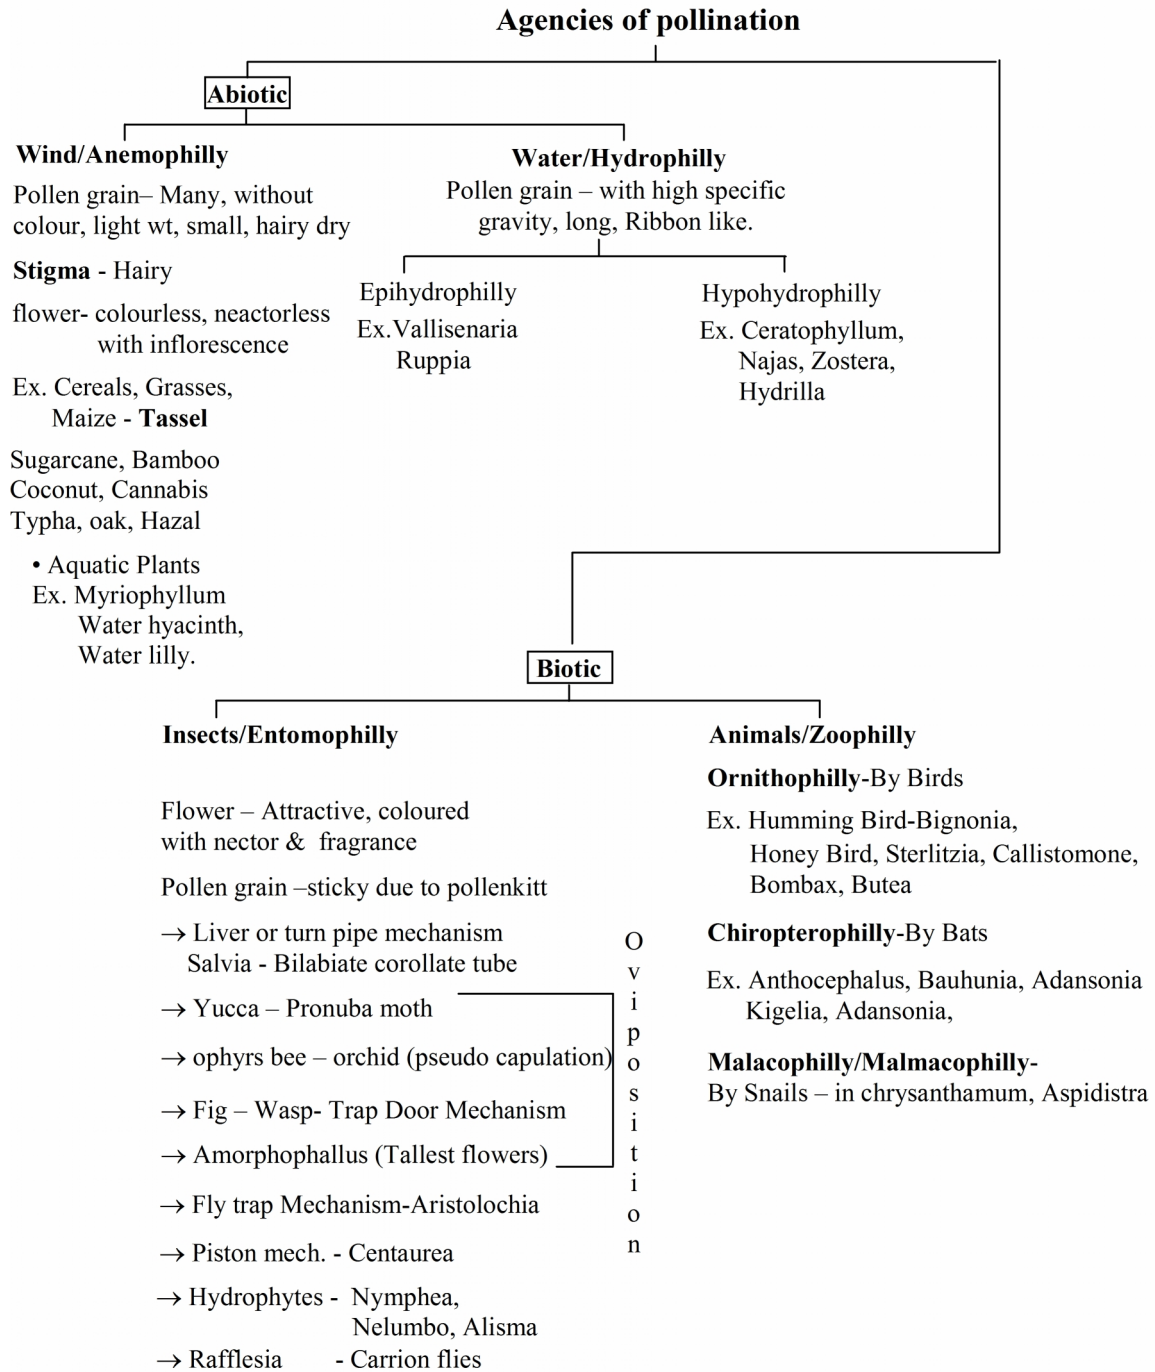 Agencies of pollination
Abiotic
Wind/Anemophilly
Pollen grain– Many, without
colour, light wt, small, hairy dry
Stigma - Hairy
flower- colourless, neactorless
with inflorescence
Ex. Cereals, Grasses,
Maize - Tassel
Sugarcane, Bamboo
Coconut, Cannabis
Typha, oak, Hazal
• Aquatic Plants
Ex. Myriophyllum
Water hyacinth,
Water lilly.
Water/Hydrophilly
Pollen grain – with high specific
gravity, long, Ribbon like.
Epihydrophilly
Ex.Vallisenaria
Ruppia
Hypohydrophilly
Ex. Ceratophyllum,
Najas, Zostera,
Hydrilla
Biotic
Insects/Entomophilly
Flower – Attractive, coloured
with nector & fragrance
Pollen grain –sticky due to pollenkitt
→ Liver or turn pipe mechanism
Salvia - Bilabiate corollate tube
→ Yucca – Pronuba moth
→ ophyrs bee – orchid (pseudo capulation)
→ Fig – Wasp- Trap Door Mechanism
→ Amorphophallus (Tallest flowers)
→ Fly trap Mechanism-Aristolochia
→ Piston mech. - Centaurea
→ Hydrophytes - Nymphea,
Nelumbo, Alisma
→ Rafflesia - Carrion flies
Oviposition
Animals/Zoophilly
Ornithophilly-By Birds
Ex. Humming Bird-Bignonia,
Honey Bird, Sterlitzia, Callistomone,
Bombax, Butea
Chiropterophilly-By Bats
Ex. Anthocephalus, Bauhunia, Adansonia
Kigelia, Adansonia,
Malacophilly/Malmacophilly-
By Snails – in chrysanthamum, Aspidistra